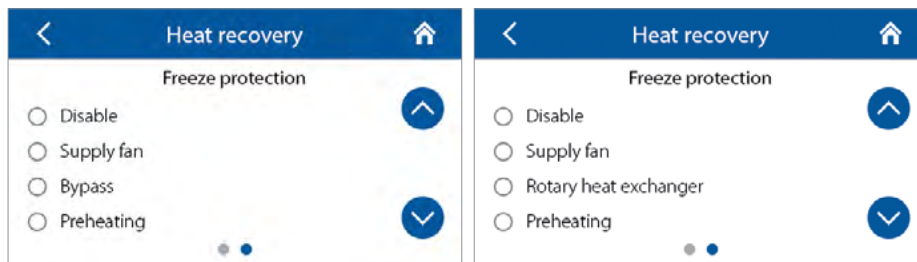 Heat recovery
Freeze protection
Disable
Supply fan
Bypass
Preheating
Heat recovery
Freeze protection
Disable
Supply fan
Rotary heat exchanger
Preheating